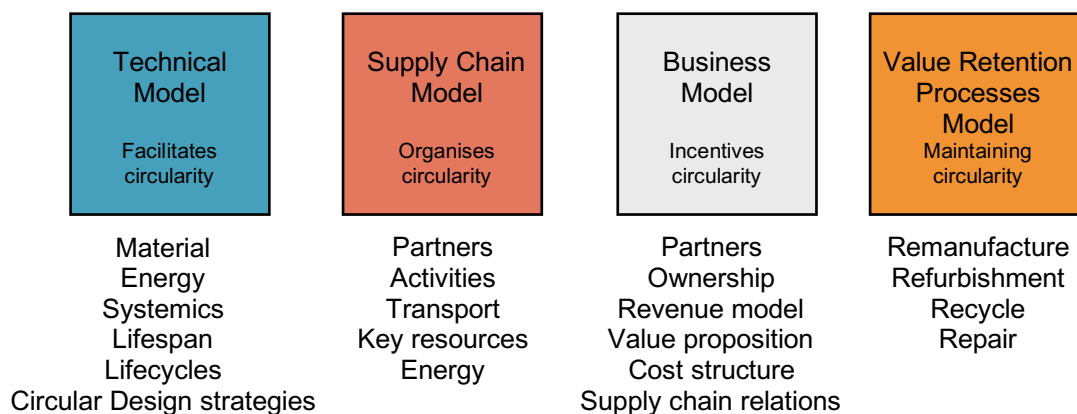 Technical
Model
Facilitates
circularity
Material
Energy
Systemics
Lifespan
Lifecycles
Circular Design strategies
Supply Chain
Model
Organises
circularity
Partners
Activities
Transport
Key resources
Energy
Business
Model
Incentives
circularity
Partners
Ownership
Revenue model
Value proposition
Cost structure
Supply chain relations
Value Retention
Processes
Model
Maintaining
circularity
Remanufacture
Refurbishment
Recycle
Repair